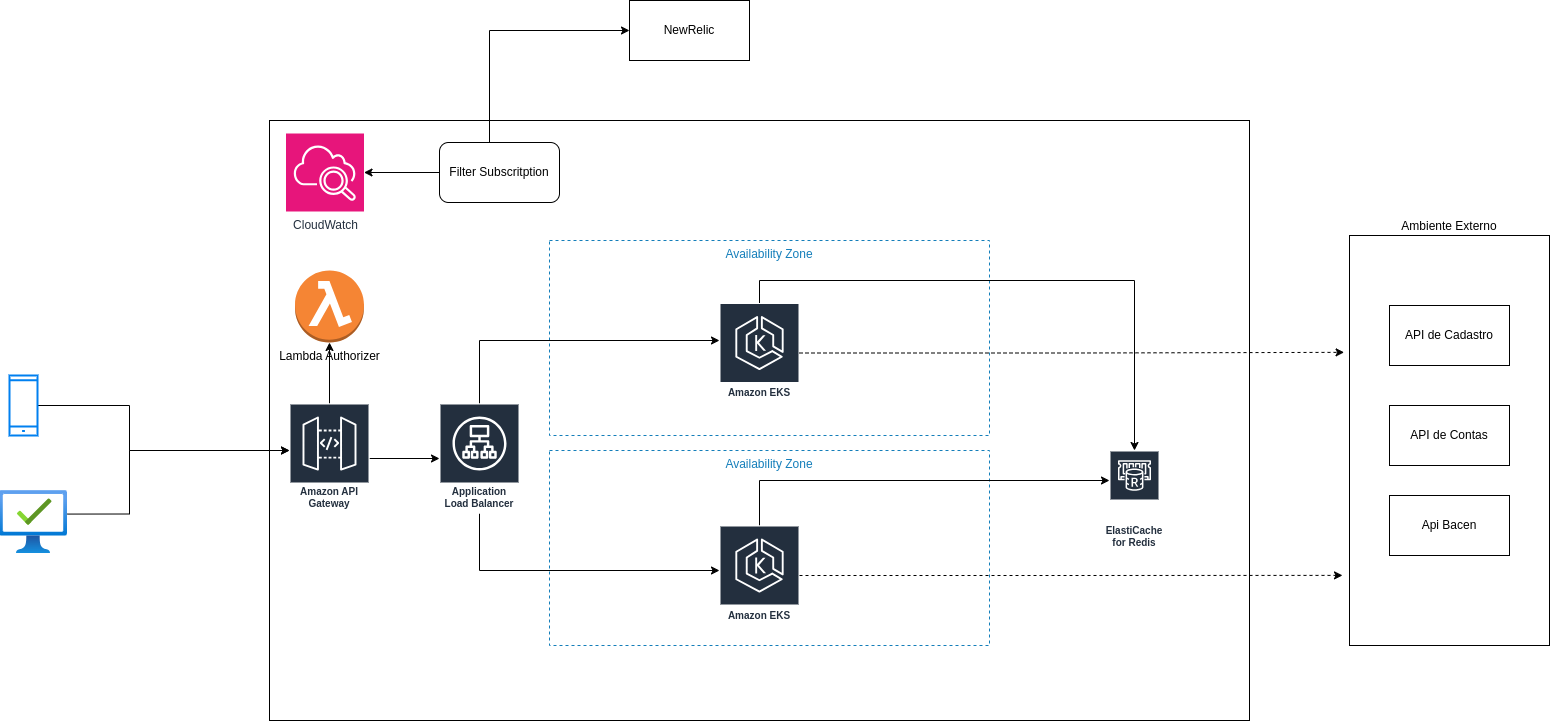 NewRelic
Filter Subscritption
CloudWatch
Ambiente Externo
Availability Zone
API de Cadastro
Lambda Authorizer
Amazon EKS
API de Contas
Availability Zone
R
Amazon API
Gateway
Application
Load Balancer
ElastiCache
for Redis
Api Bacen
Amazon EKS